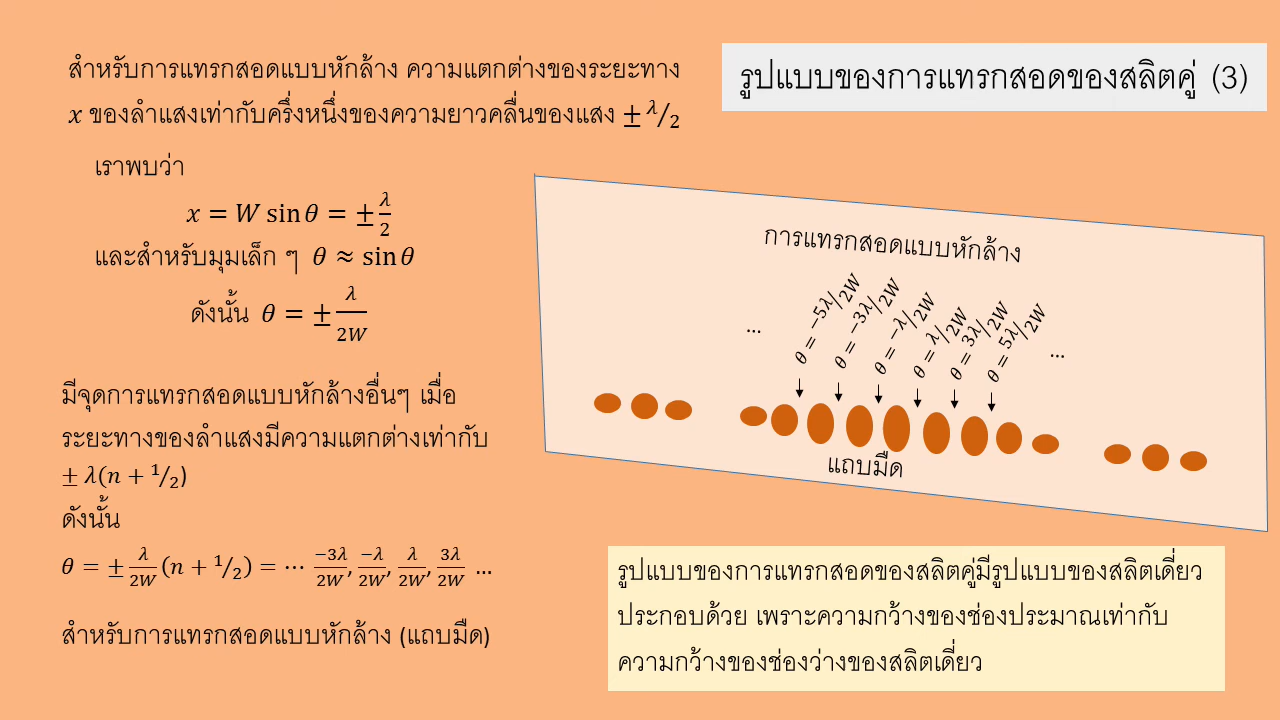 รูปแบบของการแทรกสอดของสลิตคู่ (3)
สำหรับการแทรกสอดแบบหักล้าง ความแตกต่างของระยะทาง
x ของลำแสงเท่ากับครึ่งหนึ่งของความยาวคลื่นของแสง ± λ/2
เราพบว่า
x = W sin θ = ± λ/2
และสำหรับมุมเล็ก ๆ θ ≈ sin θ
ดังนั้น θ = ± λ/2W
มีจุดการแทรกสอดแบบหักล้างอื่นๆ เมื่อ
ระยะทางของลำแสงมีความแตกต่างเท่ากับ
± λ(n + 1/2)
ดังนั้น
θ = ± λ/2W (n + 1/2) = ⋯ −3λ/2W, −λ/2W, λ/2W, 3λ/2W ...
สำหรับการแทรกสอดแบบหักล้าง (แถบมืด)
การแทรกสอดแบบหักล้าง
...
θ = −5λ/2W
θ = −3λ/2W
θ = −λ/2W
θ = λ/2W
θ = 3λ/2W
θ = 5λ/2W
...
แถบมืด
รูปแบบของการแทรกสอดของสลิตคู่มีรูปแบบของสลิตเดี่ยว
ประกอบด้วย เพราะความกว้างของช่องประมาณเท่ากับ
ความกว้างของช่องว่างของสลิตเดี่ยว